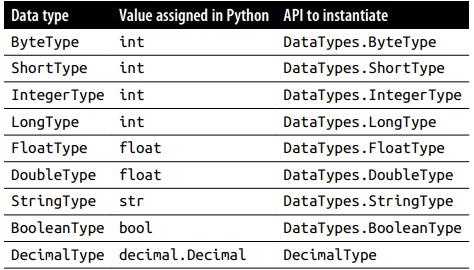 Data type Value assigned in Python API to instantiate
ByteType int DataTypes.ByteType
ShortType int DataTypes.ShortType
IntegerType int DataTypes.IntegerType
LongType int DataTypes.LongType
FloatType float DataTypes.FloatType
DoubleType float DataTypes.DoubleType
StringType str DataTypes.StringType
BooleanType bool DataTypes.BooleanType
DecimalType decimal.Decimal DecimalType